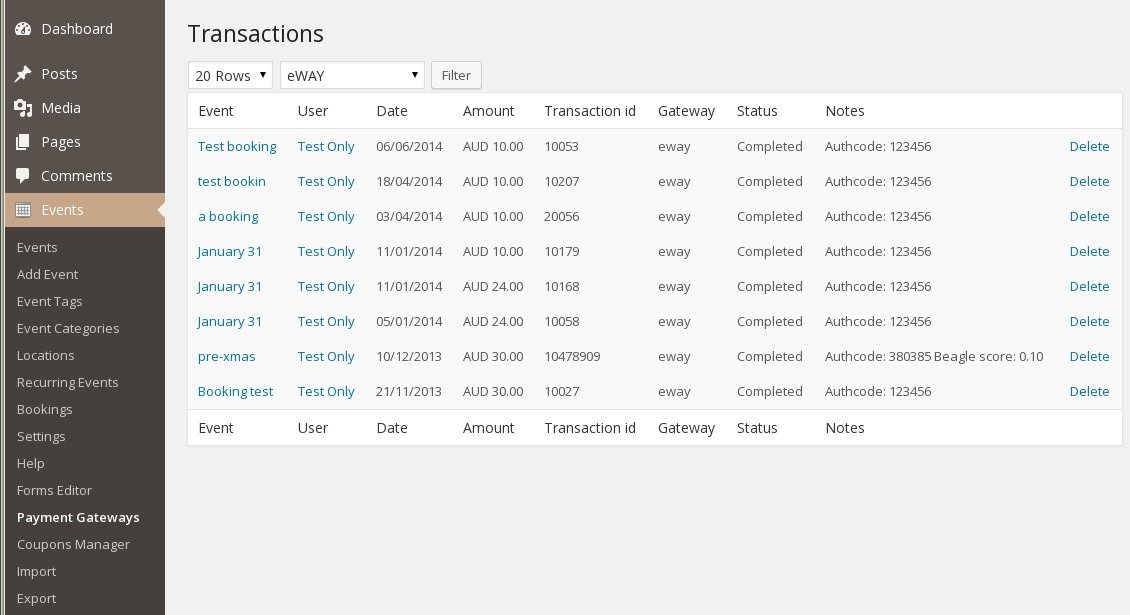 Dashboard
Posts
Media
Pages
Comments
Events
Events
Add Event
Event Tags
Event Categories
Locations
Recurring Events
Bookings
Settings
Help
Forms Editor
Payment Gateways
Coupons Manager
Import
Export
Transactions
20 Rows eWAY Filter
Event User Date Amount Transaction id Gateway Status Notes
Test booking Test Only 06/06/2014 AUD 10.00 10053 eway Completed Authcode: 123456 Delete
test bookin Test Only 18/04/2014 AUD 10.00 10207 eway Completed Authcode: 123456 Delete
a booking Test Only 03/04/2014 AUD 10.00 20056 eway Completed Authcode: 123456 Delete
January 31 Test Only 11/01/2014 AUD 10.00 10179 eway Completed Authcode: 123456 Delete
January 31 Test Only 11/01/2014 AUD 24.00 10168 eway Completed Authcode: 123456 Delete
January 31 Test Only 05/01/2014 AUD 24.00 10058 eway Completed Authcode: 123456 Delete
pre-xmas Test Only 10/12/2013 AUD 30.00 10478909 eway Completed Authcode: 380385 Beagle score: 0.10 Delete
Booking test Test Only 21/11/2013 AUD 30.00 10027 eway Completed Authcode: 123456 Delete
Event User Date Amount Transaction id Gateway Status Notes